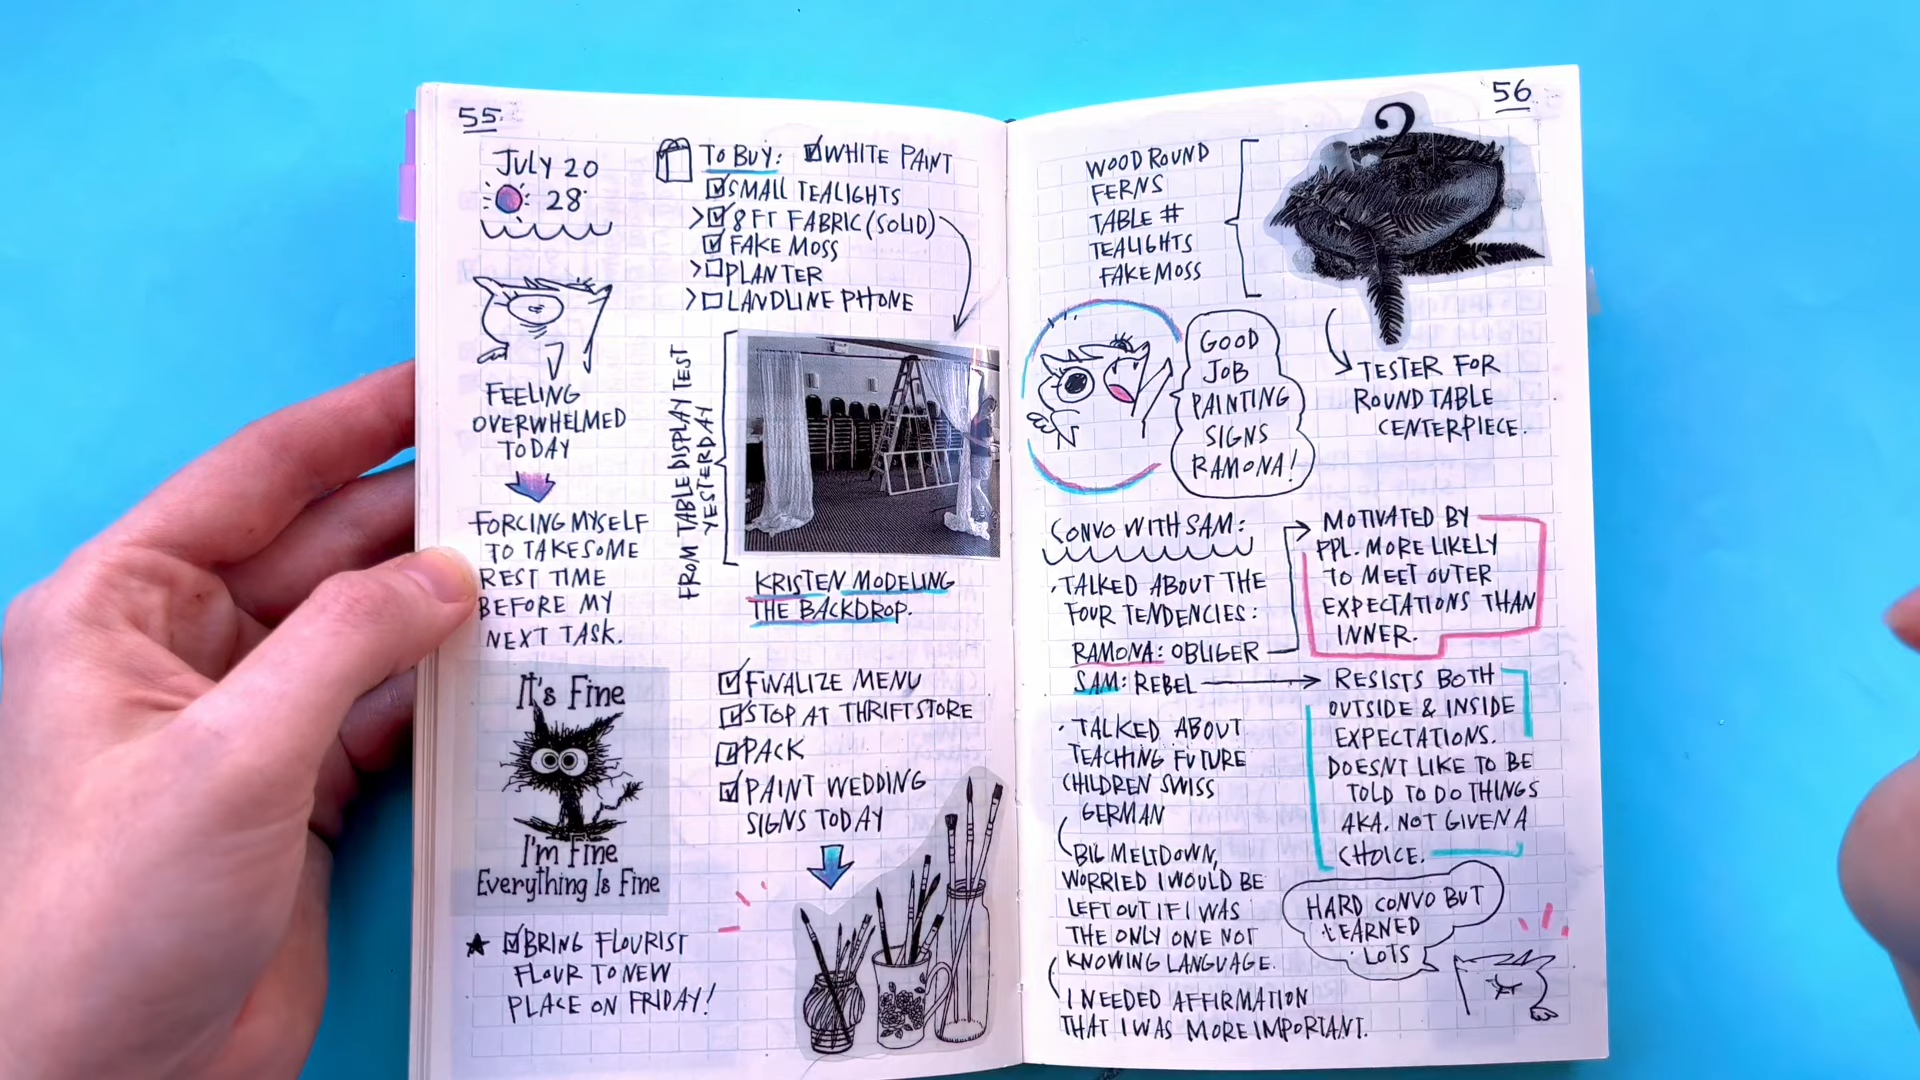 55
JULY 20
28°
FEELING
OVERWHELMED
TODAY
FORCING MYSELF
TO TAKE SOME
REST TIME
BEFORE MY
NEXT TASK.
It's Fine
I'm Fine
Everything Is Fine
BRING FLOURIST
FLOUR TO NEW
PLACE ON FRIDAY!
TO BUY: WHITE PAINT
SMALL TEALIGHTS
> 8 FT FABRIC (SOLID)
FAKE MOSS
> PLANTER
> LANDLINE PHONE
FROM TABLE DISPLAY TEST
YESTERDAY
KRISTEN MODELING
THE BACKDROP.
FINALIZE MENU
STOP AT THRIFTSTORE
PACK
PAINT WEDDING
SIGNS TODAY
56
WOOD ROUND
FERNS
TABLE #
TEALIGHTS
FAKE MOSS
2
TESTER FOR
ROUND TABLE
CENTERPIECE.
GOOD
JOB
PAINTING
SIGNS
RAMONA!
CONVO WITH SAM:
· TALKED ABOUT THE
FOUR TENDENCIES:
RAMONA: OBLIGER
SAM: REBEL
MOTIVATED BY
PPL. MORE LIKELY
TO MEET OUTER
EXPECTATIONS THAN
INNER.
RESISTS BOTH
OUTSIDE & INSIDE
EXPECTATIONS.
DOESNT LIKE TO BE
TOLD TO DO THINGS
AKA. NOT GIVEN A
CHOICE.
· TALKED ABOUT
TEACHING FUTURE
CHILDREN SWISS
GERMAN
BIG MELTDOWN,
WORRIED I WOULD BE
LEFT OUT IF I WAS
THE ONLY ONE NOT
KNOWING LANGUAGE.
I NEEDED AFFIRMATION
THAT I WAS MORE IMPORTANT.
HARD CONVO BUT
LEARNED
LOTS